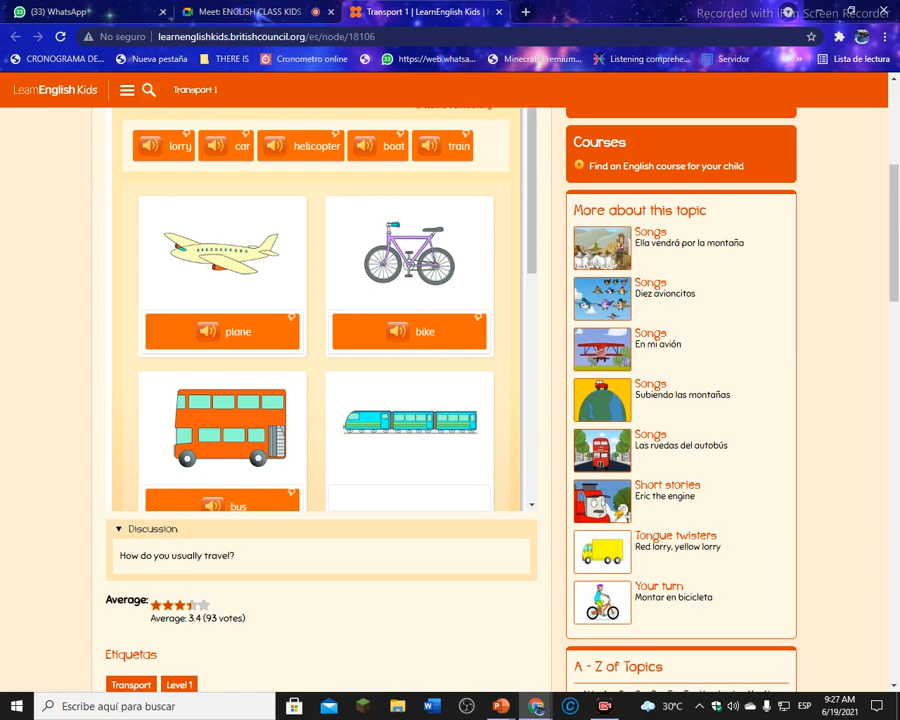 Recorded with iFun Screen Recorder
(33) WhatsApp
Meet: ENGLISH CLASS KIDS
Transport 1 | LearnEnglish Kids |
No seguro
learnenglishkids.britishcouncil.org/es/node/18106
CRONOGRAMA DE...
Nueva pestaña
THERE IS
Cronometro online
https://web.whatsa...
Minecraft Premium...
Listening comprehe...
Servidor
Lista de lectura
LearnEnglish Kids
Transport 1
lorry
car
helicopter
boat
train
plane
bike
bus
Discussion
How do you usually travel?
Average:
Average: 3.4 (93 votes)
Etiquetas
Transport
Level 1
Courses
Find an English course for your child
More about this topic
Songs
Ella vendrá por la montaña
Songs
Diez avioncitos
Songs
En mi avión
Songs
Subiendo las montañas
Songs
Las ruedas del autobús
Short stories
Eric the engine
Tongue twisters
Red lorry, yellow lorry
Your turn
Montar en bicicleta
A - Z of Topics
Escribe aquí para buscar
30°C
ESP
9:27 AM
6/19/2021